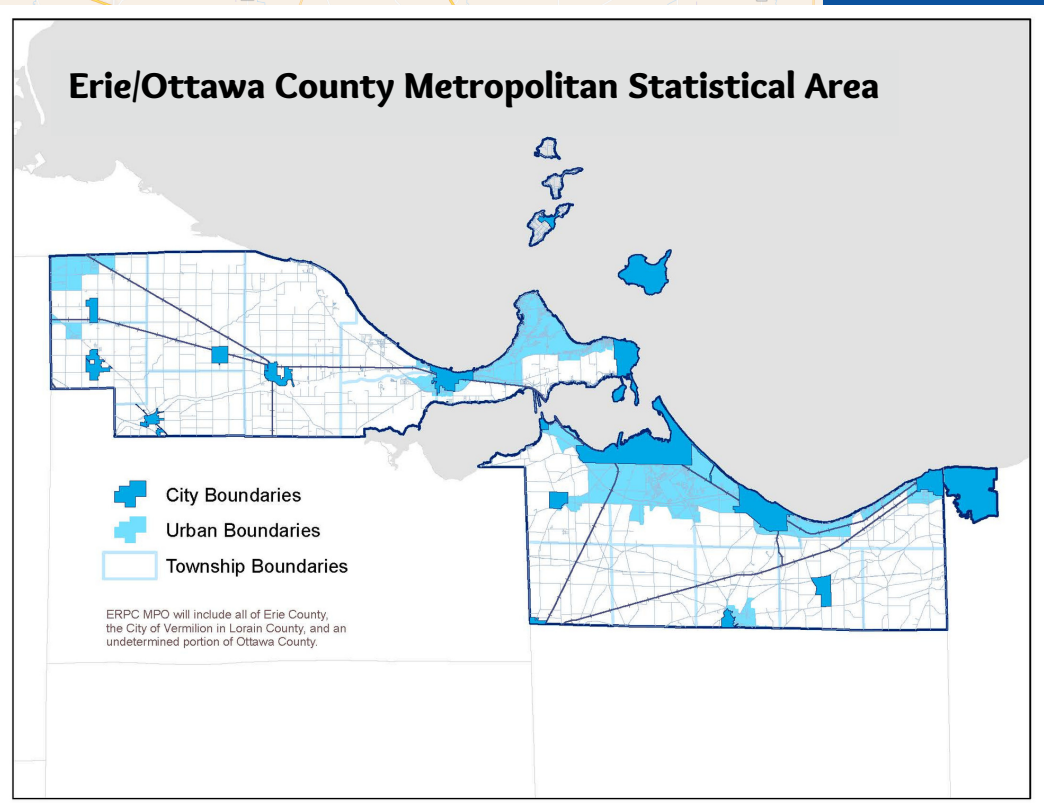 Erie/Ottawa County Metropolitan Statistical Area
City Boundaries
Urban Boundaries
Township Boundaries
ERPC MPO will include all of Erie County,
the City of Vermilion in Lorain County, and an
undetermined portion of Ottawa County.